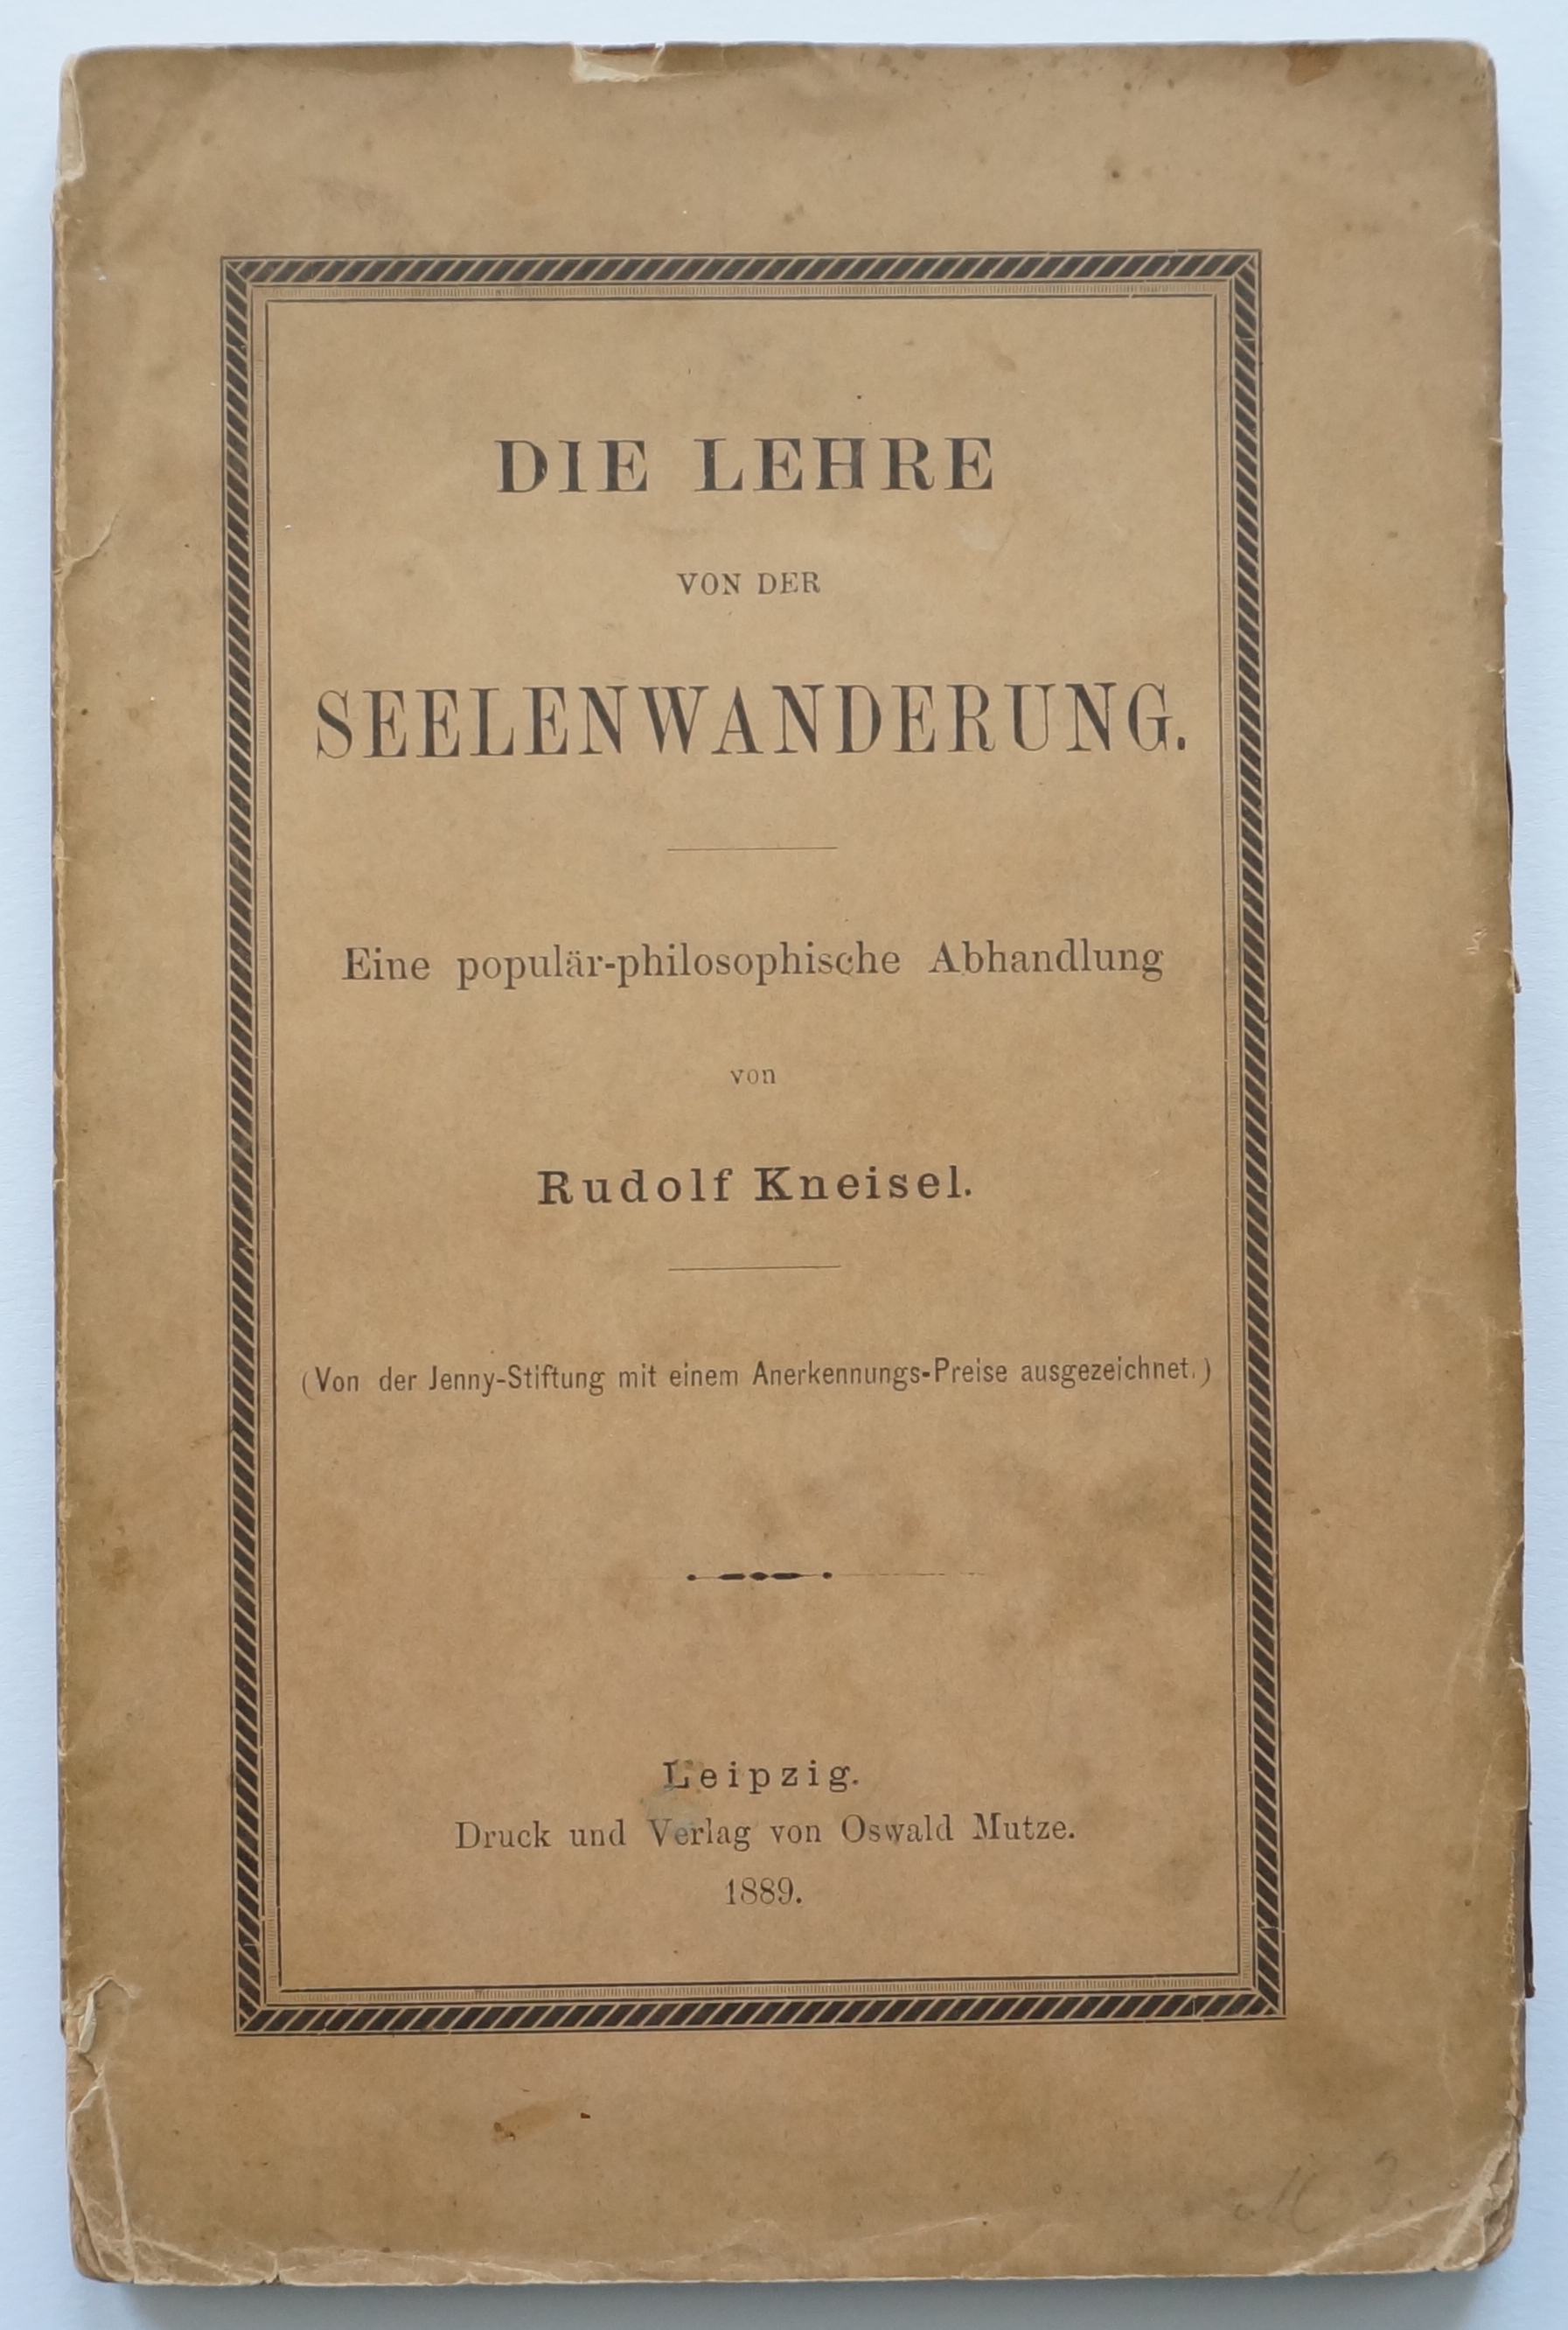 DIE LEHRE
VON DER
SEELENWANDERUNG.
Eine populär-philosophische Abhandlung
von
Rudolf Kneisel.
(Von der Jenny-Stiftung mit einem Anerkennungs-Preise ausgezeichnet.)
Leipzig.
Druck und Verlag von Oswald Mutze.
1889.